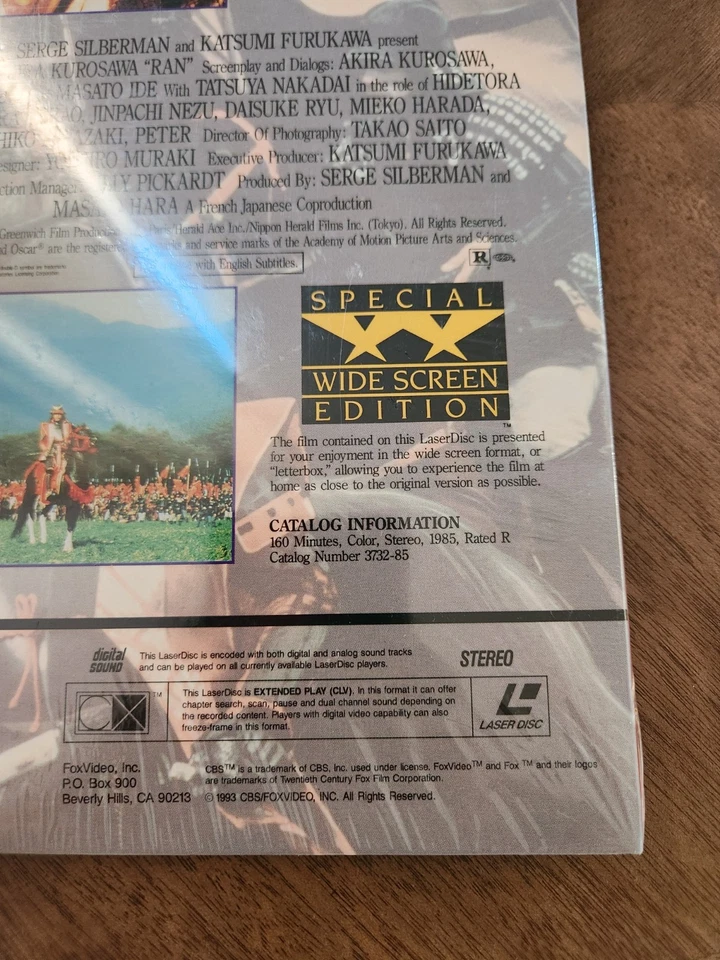 SERGE SILBERMAN and KATSUMI FURUKAWA present
KUROSAWA "RAN" Screenplay and Dialogs: AKIRA KUROSAWA,
MASATO IDE With TATSUYA NAKADAI in the role of HIDETORA
JINPACHI NEZU, DAISUKE RYU, MIEKO HARADA,
PETER Director Of Photography: TAKAO SAITO
MURAKI Executive Producer: KATSUMI FURUKAWA
PICKARDT Produced By: SERGE SILBERMAN and
HARA A French Japanese Coproduction
Greenwich Film Herald Ace Inc./Nippon Herald Films Inc. (Tokyo). All Rights Reserved.
Oscar® are the and service marks of the Academy of Motion Picture Arts and Sciences.
with English Subtitles.
R
SPECIAL
WIDE SCREEN
EDITION
TM
The film contained on this LaserDisc is presented
for your enjoyment in the wide screen format, or
"letterbox," allowing you to experience the film at
home as close to the original version as possible.
CATALOG INFORMATION
160 Minutes, Color, Stereo, 1985, Rated R
Catalog Number 3732-85
digital SOUND
This LaserDisc is encoded with both digital and analog sound tracks
and can be played on all currently available LaserDisc players.
STEREO
TM
This LaserDisc is EXTENDED PLAY (CLV). In this format it can offer
chapter search, scan, pause and dual channel sound depending on
the recorded content. Players with digital video capability can also
freeze-frame in this format.
LASER DISC
FoxVideo, Inc.
P.O. Box 900
Beverly Hills, CA 90213
CBS™ is a trademark of CBS, Inc. used under license. FoxVideo™ and Fox ™ and their logos
are trademarks of Twentieth Century Fox Film Corporation.
©1993 CBS/FOXVIDEO, INC. All Rights Reserved.